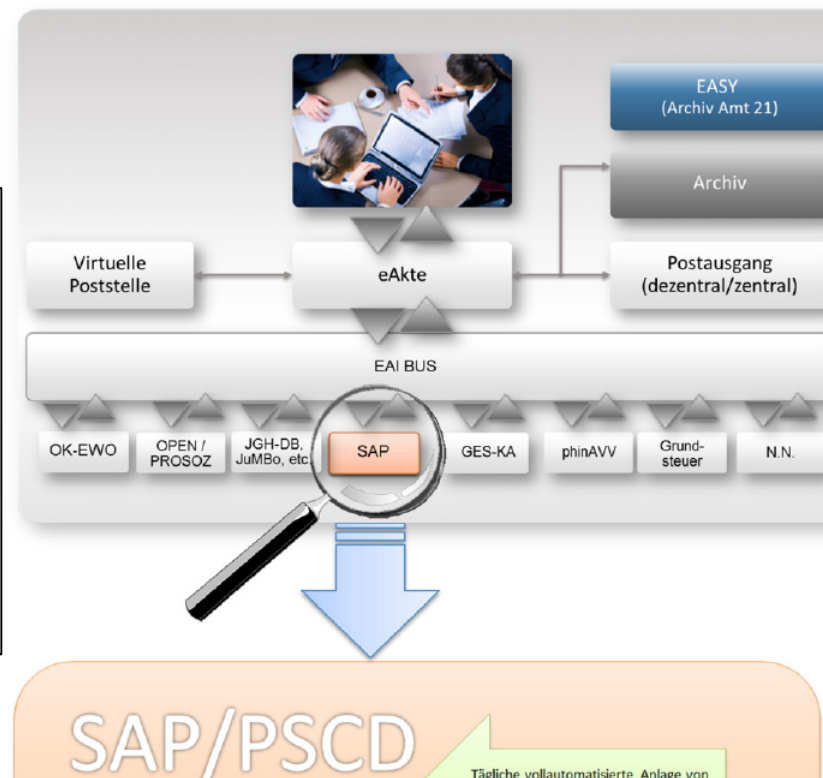 EASY
(Archiv Amt 21)
Archiv
Virtuelle
Poststelle
eAkte
Postausgang
(dezentral/zentral)
EAI BUS
OK-EWO
OPEN /
PROSOZ
JGH-DB,
JuMBo, etc.
SAP
GES-KA
phinAVV
Grund-
steuer
N.N.
SAP/PSCD
Tägliche vollautomatisierte Anlage von